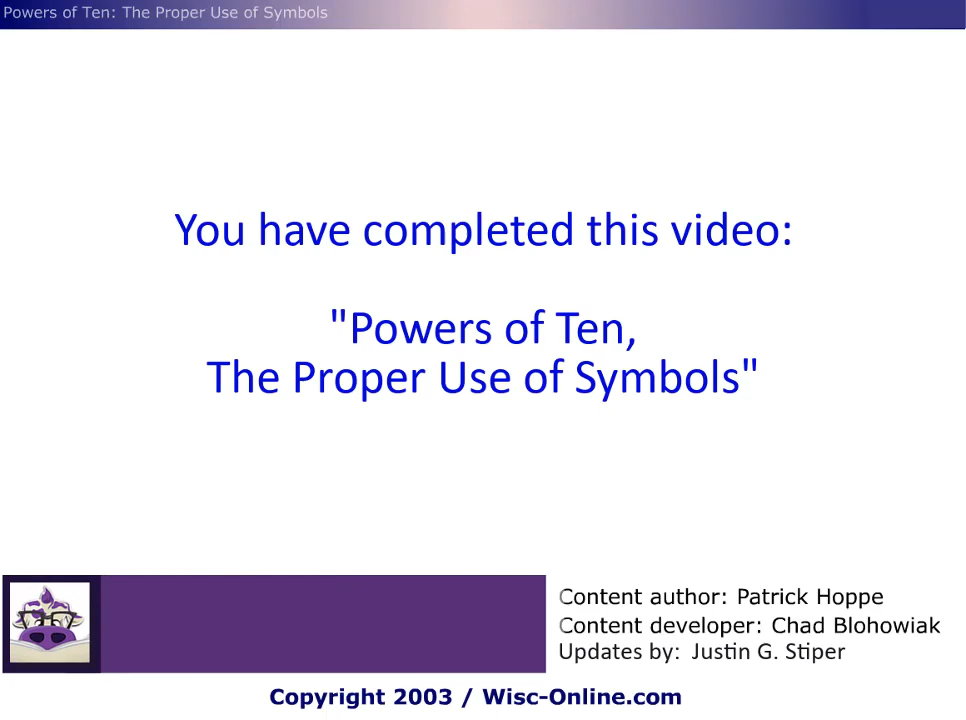 Powers of Ten: The Proper Use of Symbols
You have completed this video:
"Powers of Ten,
The Proper Use of Symbols"
Content author: Patrick Hoppe
Content developer: Chad Blohowiak
Updates by: Justin G. Stiper
Copyright 2003 / Wisc-Online.com